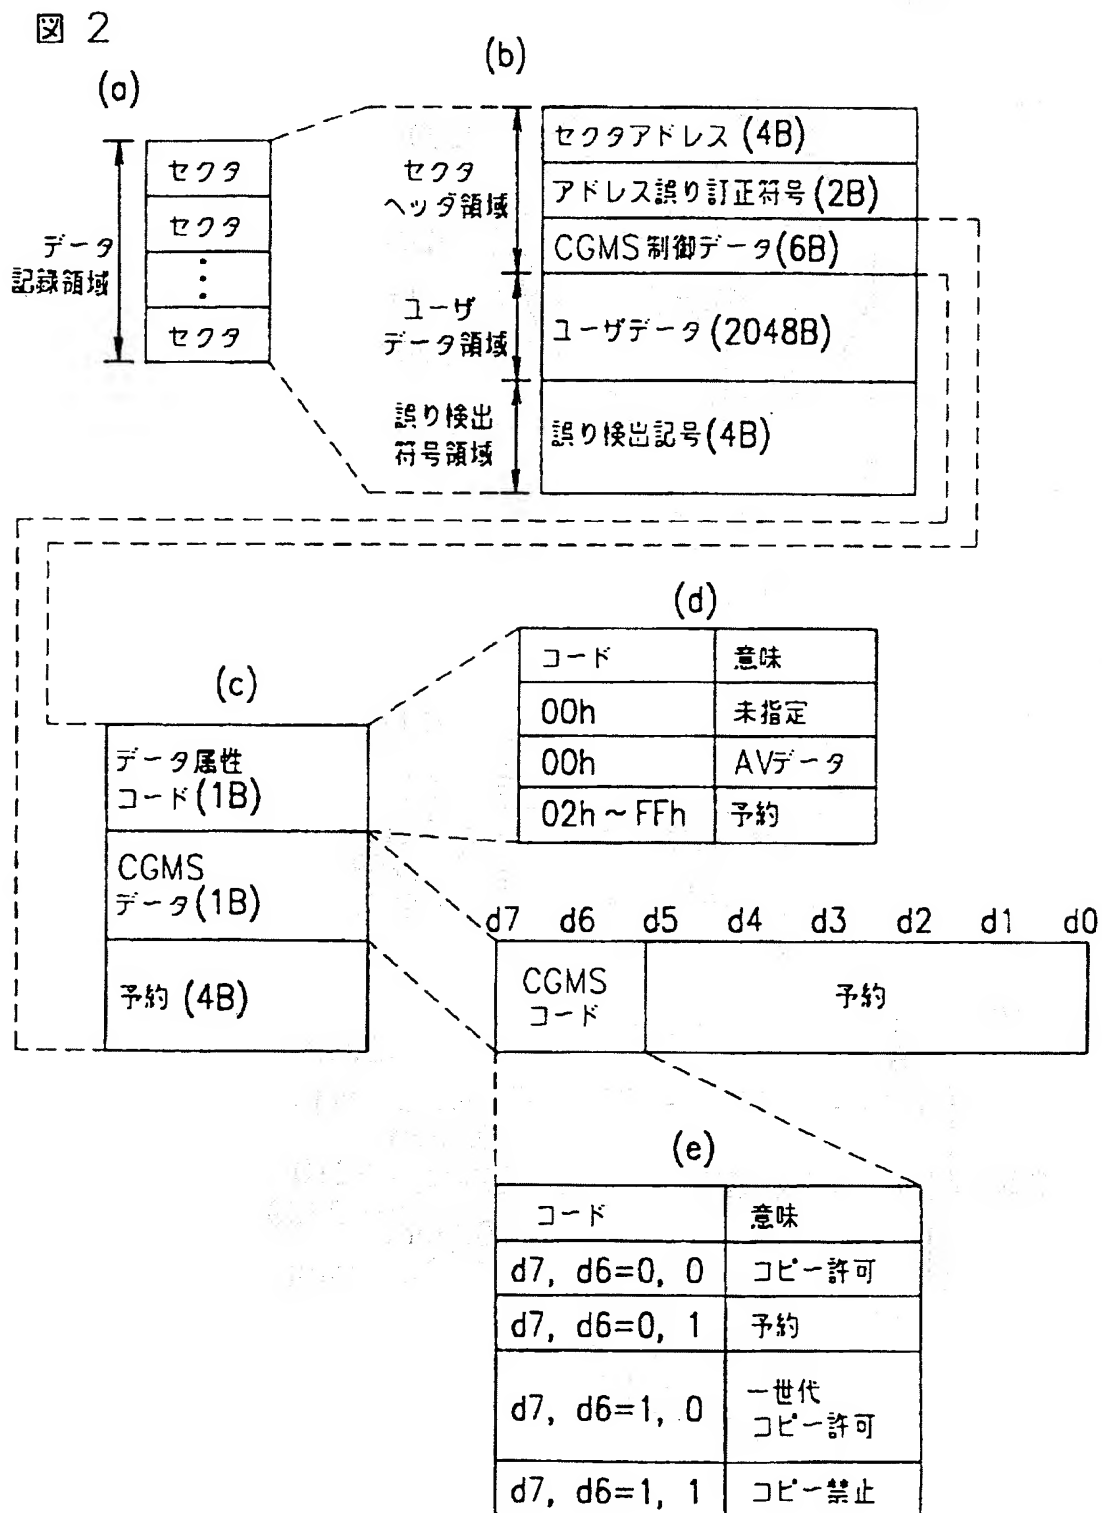 図 2
(a)
セクタ
セクタ
⋮
セクタ
データ
記録領域
(b)
セクタ
ヘッダ領域
ユーザ
データ領域
誤り検出
符号領域
セクタアドレス (4B)
アドレス誤り訂正符号 (2B)
CGMS 制御データ (6B)
ユーザデータ (2048B)
誤り検出記号 (4B)
(c)
データ属性
コード (1B)
CGMS
データ (1B)
予約 (4B)
(d)
コード 意味
00h 未指定
00h AVデータ
02h～FFh 予約
d7 d6 d5 d4 d3 d2 d1 d0
CGMS
コード
予約
(e)
コード 意味
d7, d6=0, 0 コピー許可
d7, d6=0, 1 予約
d7, d6=1, 0 一世代
コピー許可
d7, d6=1, 1 コピー禁止